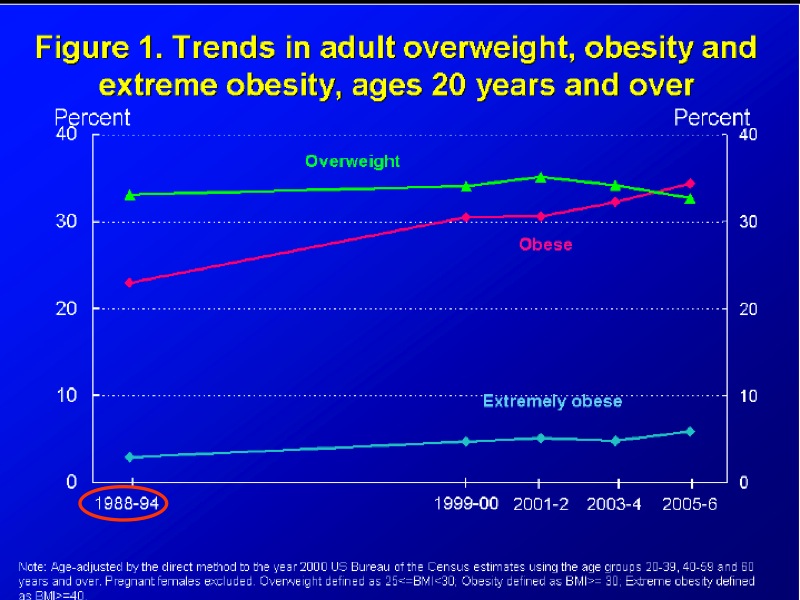 Figure 1. Trends in adult overweight, obesity and
extreme obesity, ages 20 years and over
Percent Percent
40 40
Overweight
30 30
Obese
20 20
10 10
Extremely obese
0 0
1988-94 1999-00 2001-2 2003-4 2005-6
Note: Age-adjusted by the direct method to the year 2000 US Bureau of the Census estimates using the age groups 20-39, 40-59 and 60
years and over. Pregnant females excluded. Overweight defined as 25<=BMI<30; Obesity defined as BMI>= 30; Extreme obesity defined
as BMI>=40.